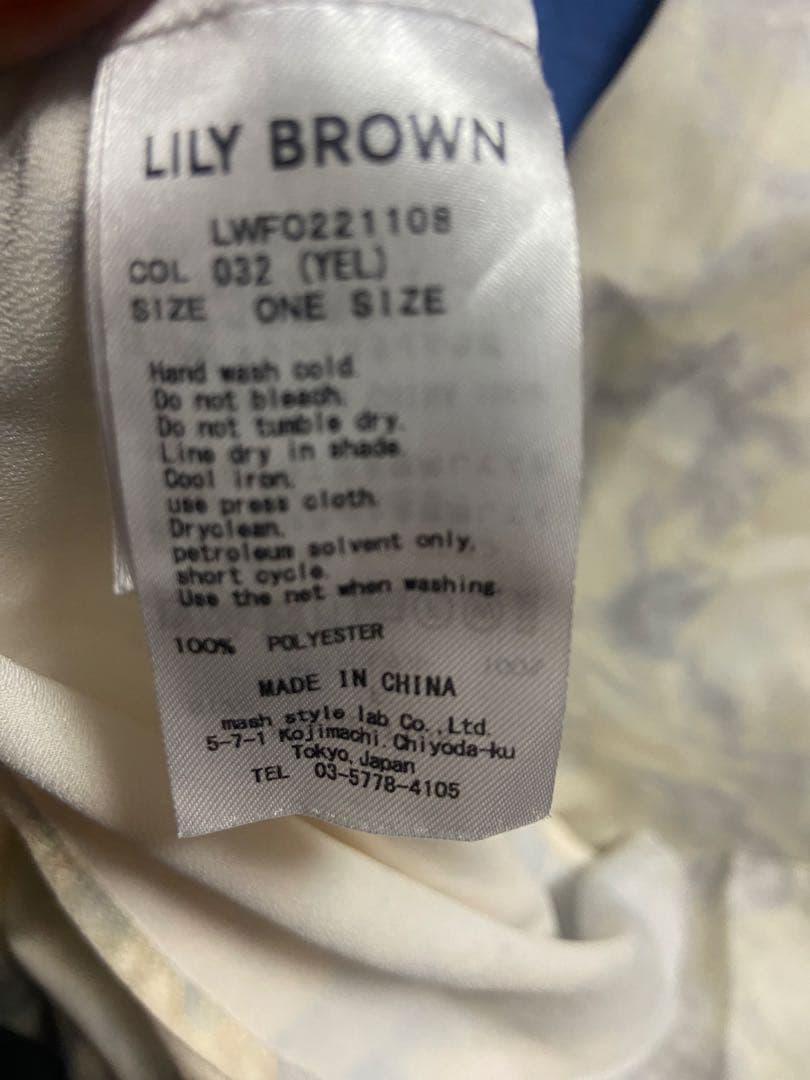 LILY BROWN
LWFO221108
COL 032 (YEL)
SIZE ONE SIZE
Hand wash cold.
Do not bleach.
Do not tumble dry.
Line dry in shade.
Cool iron.
use press cloth.
Dryclean.
petroleum solvent only,
short cycle.
Use the net when washing.
100% POLYESTER
MADE IN CHINA
mash style lab Co.,Ltd.
5-7-1 Kojimachi.Chiyoda-ku
Tokyo,Japan
TEL 03-5778-4105